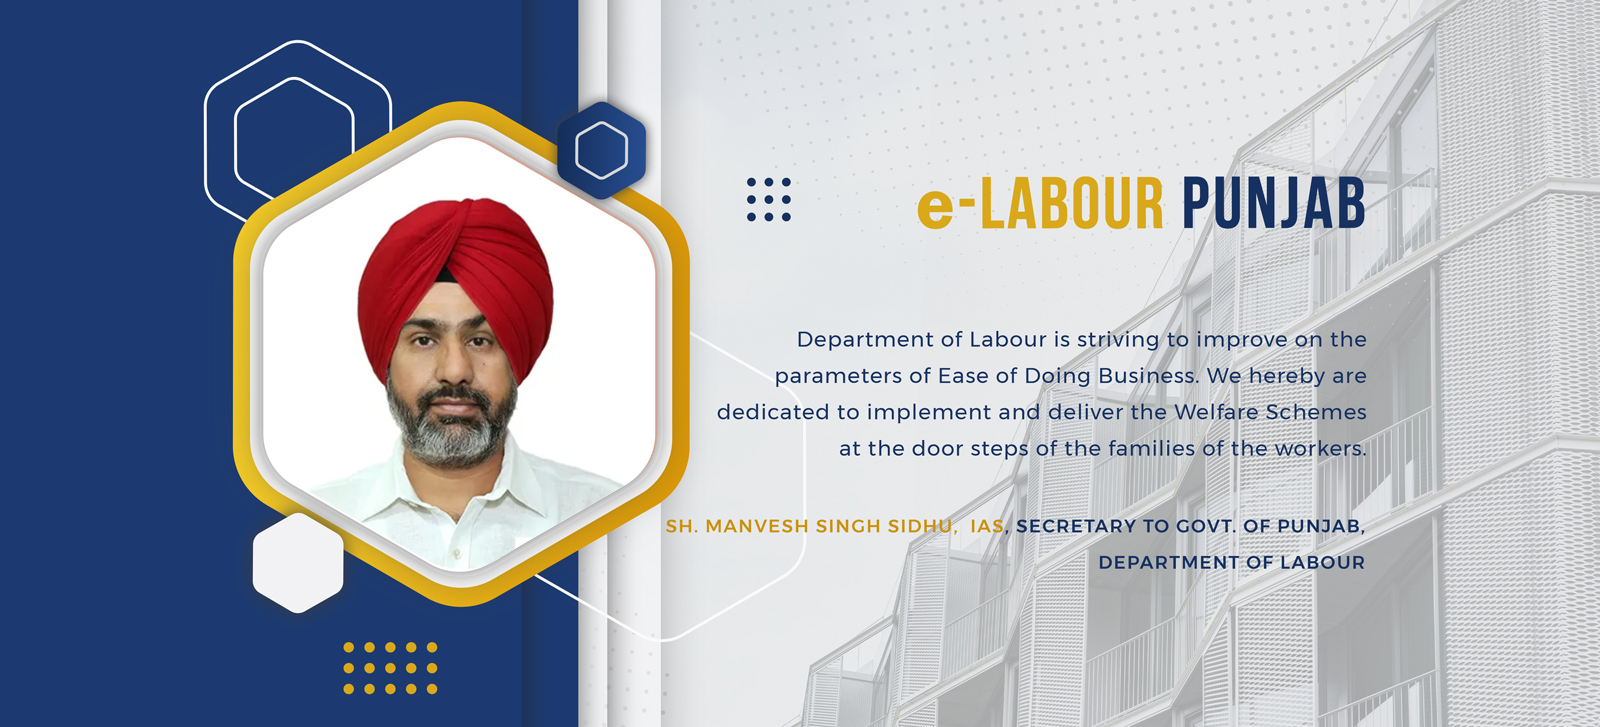 e-LABOUR PUNJAB
Department of Labour is striving to improve on the
parameters of Ease of Doing Business. We hereby are
dedicated to implement and deliver the Welfare Schemes
at the door steps of the families of the workers.
SH. MANVESH SINGH SIDHU, IAS, SECRETARY TO GOVT. OF PUNJAB,
DEPARTMENT OF LABOUR